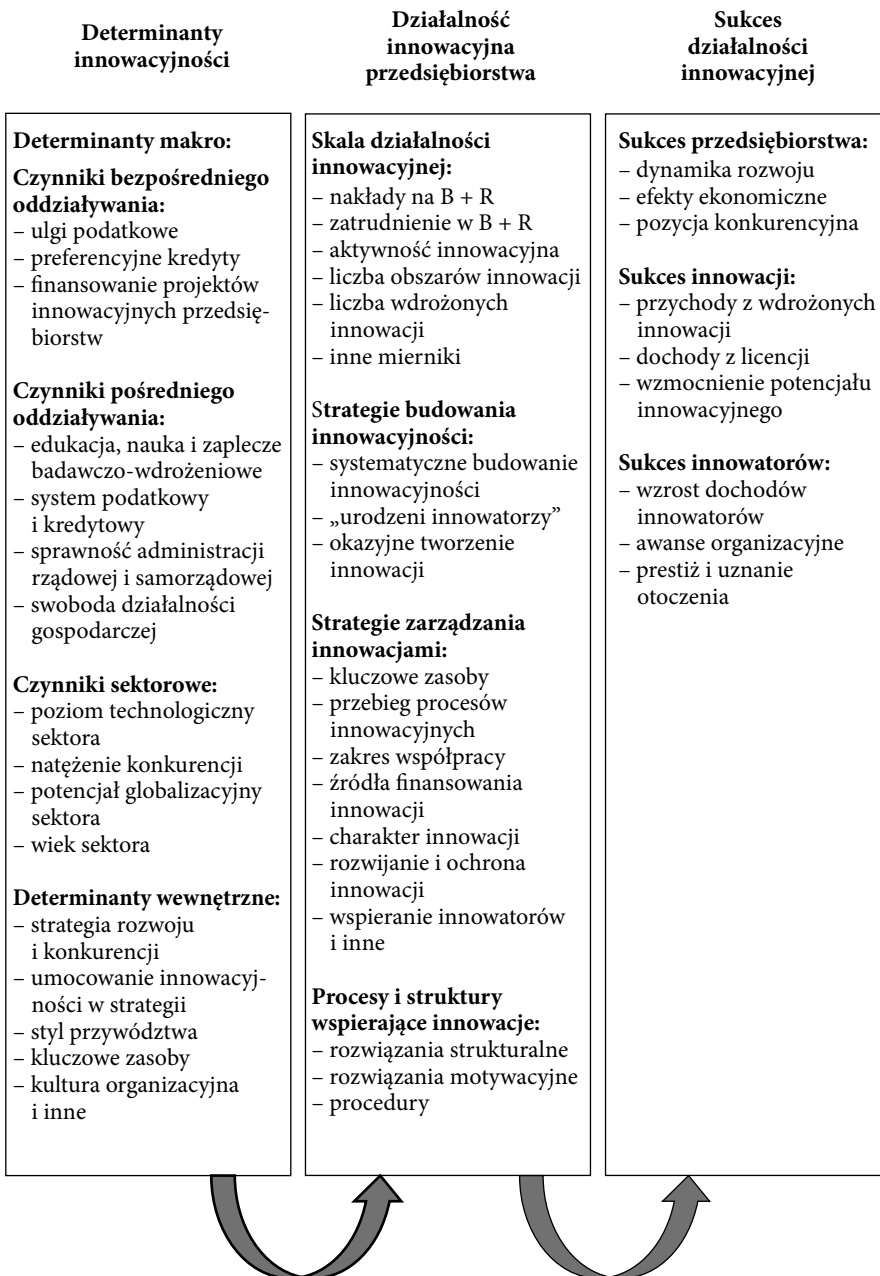 Determinanty
innowacyjności
Działalność
innowacyjna
przedsiębiorstwa
Sukces
działalności
innowacyjnej
Determinanty makro:
Czynniki bezpośredniego
oddziaływania:
– ulgi podatkowe
– preferencyjne kredyty
– finansowanie projektów
innowacyjnych przedsię-
biorstw
Czynniki pośredniego
oddziaływania:
– edukacja, nauka i zaplecze
badawczo-wdrożeniowe
– system podatkowy
i kredytowy
– sprawność administracji
rządowej i samorządowej
– swoboda działalności
gospodarczej
Czynniki sektorowe:
– poziom technologiczny
sektora
– natężenie konkurencji
– potencjał globalizacyjny
sektora
– wiek sektora
Determinanty wewnętrzne:
– strategia rozwoju
i konkurencji
– umocowanie innowacyj-
ności w strategii
– styl przywództwa
– kluczowe zasoby
– kultura organizacyjna
i inne
Skala działalności
innowacyjnej:
– nakłady na B + R
– zatrudnienie w B + R
– aktywność innowacyjna
– liczba obszarów innowacji
– liczba wdrożonych
innowacji
– inne mierniki
Strategie budowania
innowacyjności:
– systematyczne budowanie
innowacyjności
– „urodzeni innowatorzy”
– okazyjne tworzenie
innowacji
Strategie zarządzania
innowacjami:
– kluczowe zasoby
– przebieg procesów
innowacyjnych
– zakres współpracy
– źródła finansowania
innowacji
– charakter innowacji
– rozwijanie i ochrona
innowacji
– wspieranie innowatorów
i inne
Procesy i struktury
wspierające innowacje:
– rozwiązania strukturalne
– rozwiązania motywacyjne
– procedury
Sukces przedsiębiorstwa:
– dynamika rozwoju
– efekty ekonomiczne
– pozycja konkurencyjna
Sukces innowacji:
– przychody z wdrożonych
innowacji
– dochody z licencji
– wzmocnienie potencjału
innowacyjnego
Sukces innowatorów:
– wzrost dochodów
innowatorów
– awanse organizacyjne
– prestiż i uznanie
otoczenia